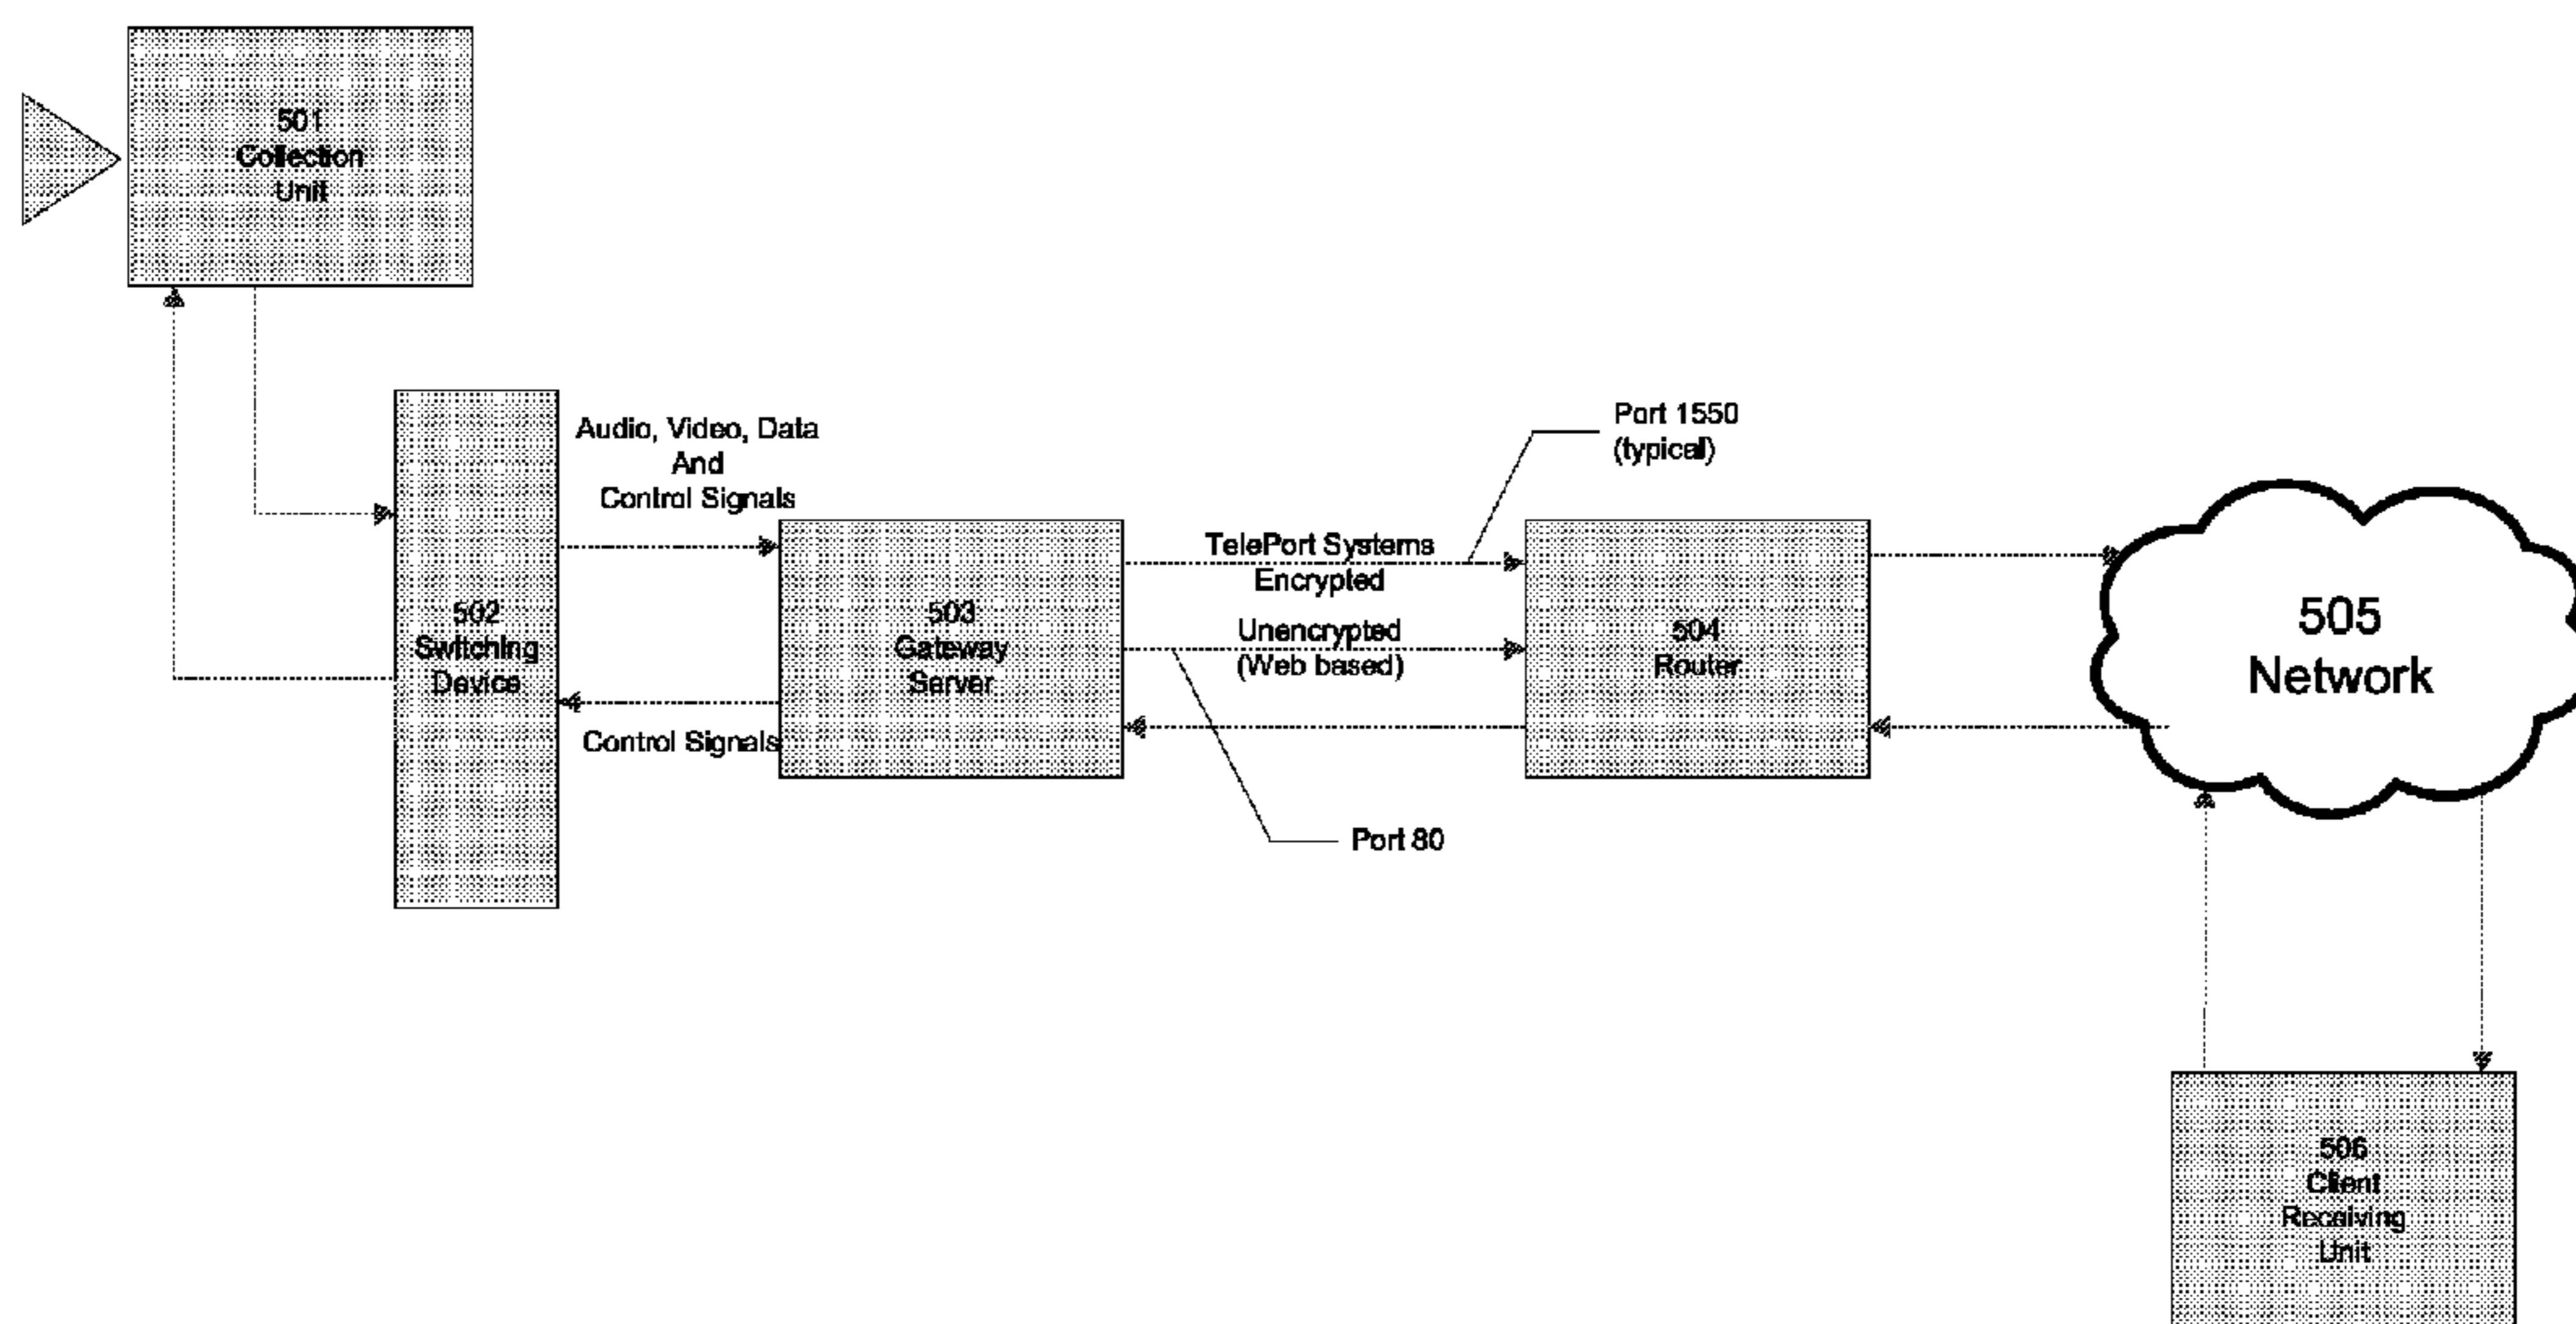 501
Collection
Unit
Audio, Video, Data
And
Control Signals
Port 1550
(typical)
TelePort Systems
Encrypted
Unencrypted
(Web based)
502
Switching
Device
503
Gateway
Server
504
Router
505
Network
Control Signals
Port 80
506
Client
Receiving
Unit